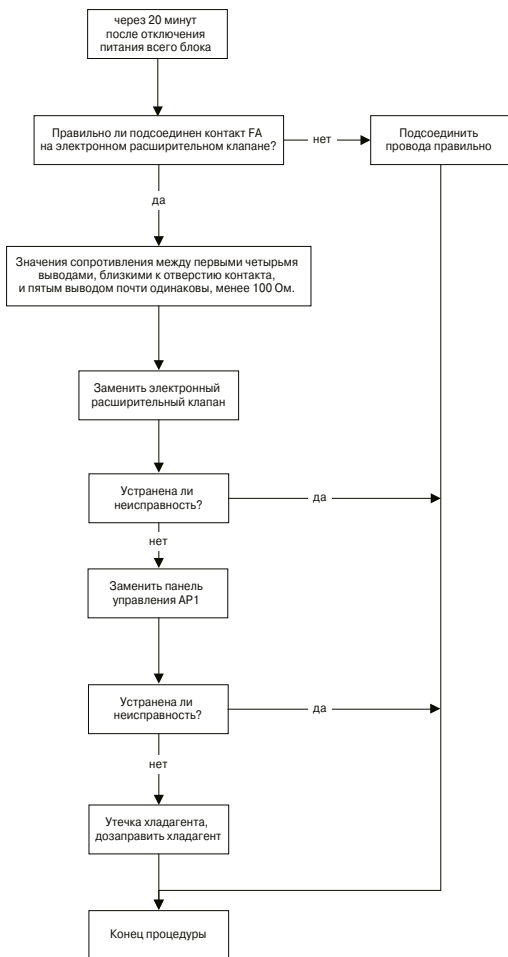 через 20 минут
после отключения
питания всего блока
Правильно ли подсоединен контакт FA
на электронном расширительном клапане?
нет
Подсоединить
провода правильно
да
Значения сопротивления между первыми четырьмя
выводами, близкими к отверстию контакта,
и пятым выводом почти одинаковы, менее 100 Ом.
Заменить электронный
расширительный клапан
Устранена ли
неисправность?
да
нет
Заменить панель
управления AP1
Устранена ли
неисправность?
да
нет
Утечка хладагента,
дозаправить хладагент
Конец процедуры